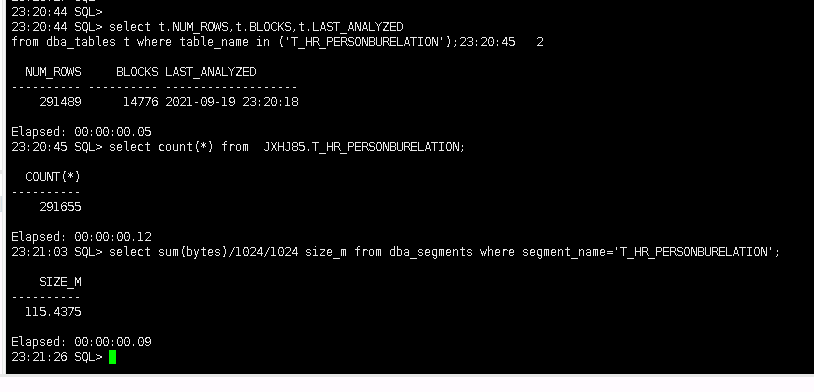 23:20:44 SQL>
23:20:44 SQL> select t.NUM_ROWS,t.BLOCKS,t.LAST_ANALYZED
from dba_tables t where table_name in ('T_HR_PERSONBURELATION');23:20:45   2
  NUM_ROWS     BLOCKS LAST_ANALYZED
---------- ---------- -------------------
    291489      14776 2021-09-19 23:20:18
Elapsed: 00:00:00.05
23:20:45 SQL> select count(*) from  JXHJ85.T_HR_PERSONBURELATION;
  COUNT(*)
----------
    291655
Elapsed: 00:00:00.12
23:21:03 SQL> select sum(bytes)/1024/1024 size_m from dba_segments where segment_name='T_HR_PERSONBURELATION';
    SIZE_M
----------
  115.4375
Elapsed: 00:00:00.09
23:21:26 SQL>